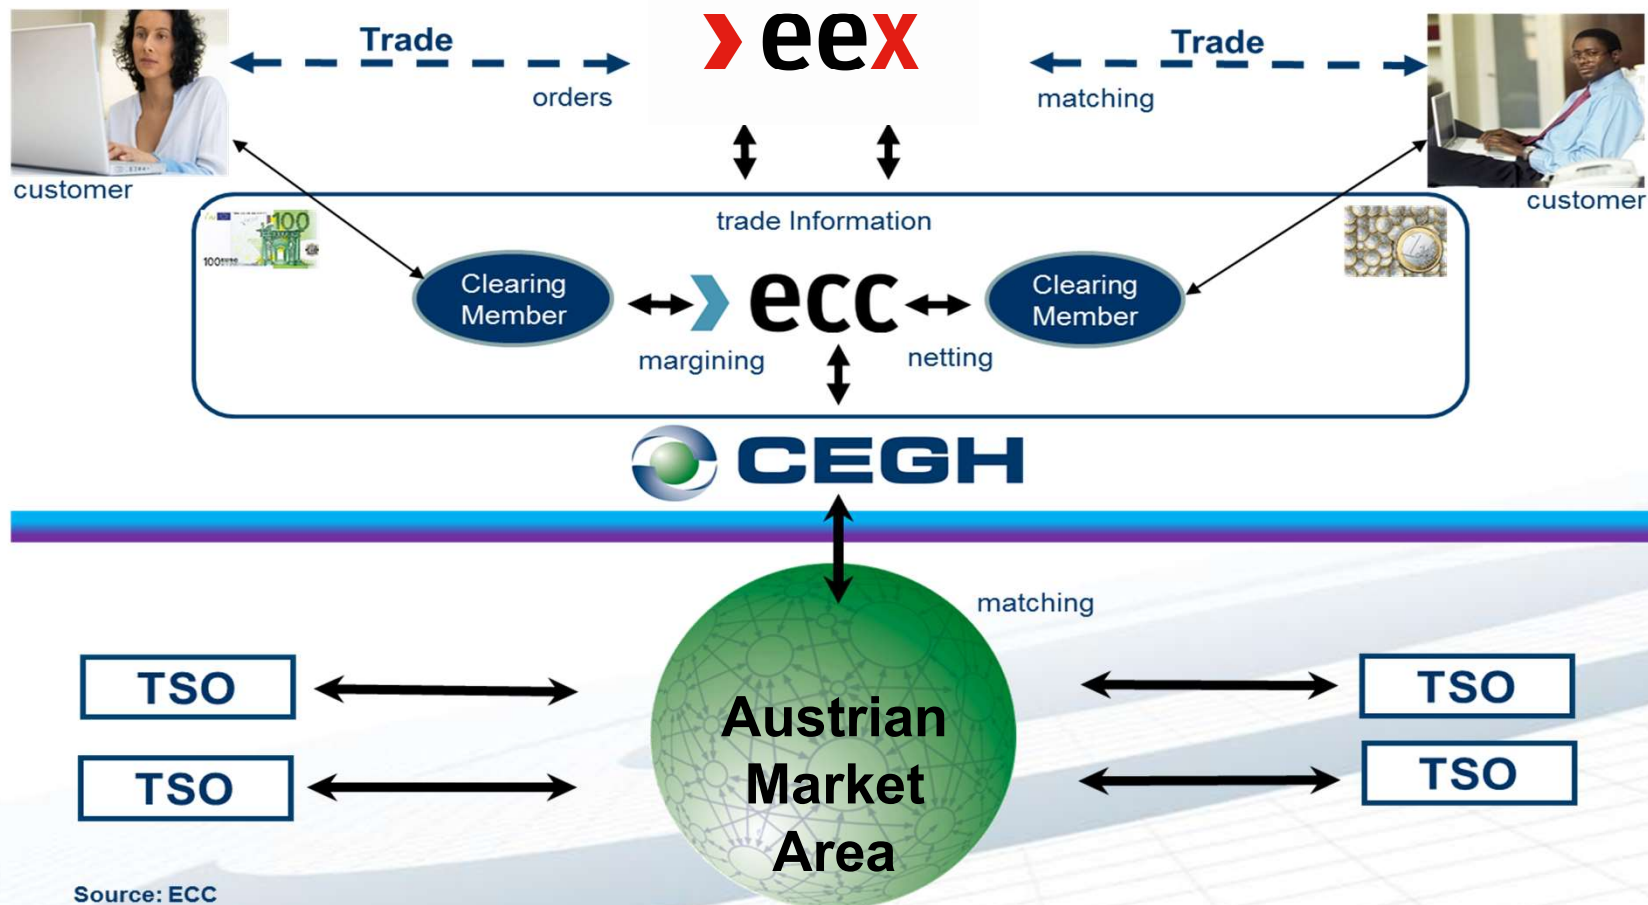 Trade
eex
Trade
orders
matching
customer
customer
trade Information
100
100EURO
Clearing
Member
ecc
Clearing
Member
margining
netting
CEGH
matching
TSO
TSO
Austrian
Market
Area
TSO
TSO
Source: ECC